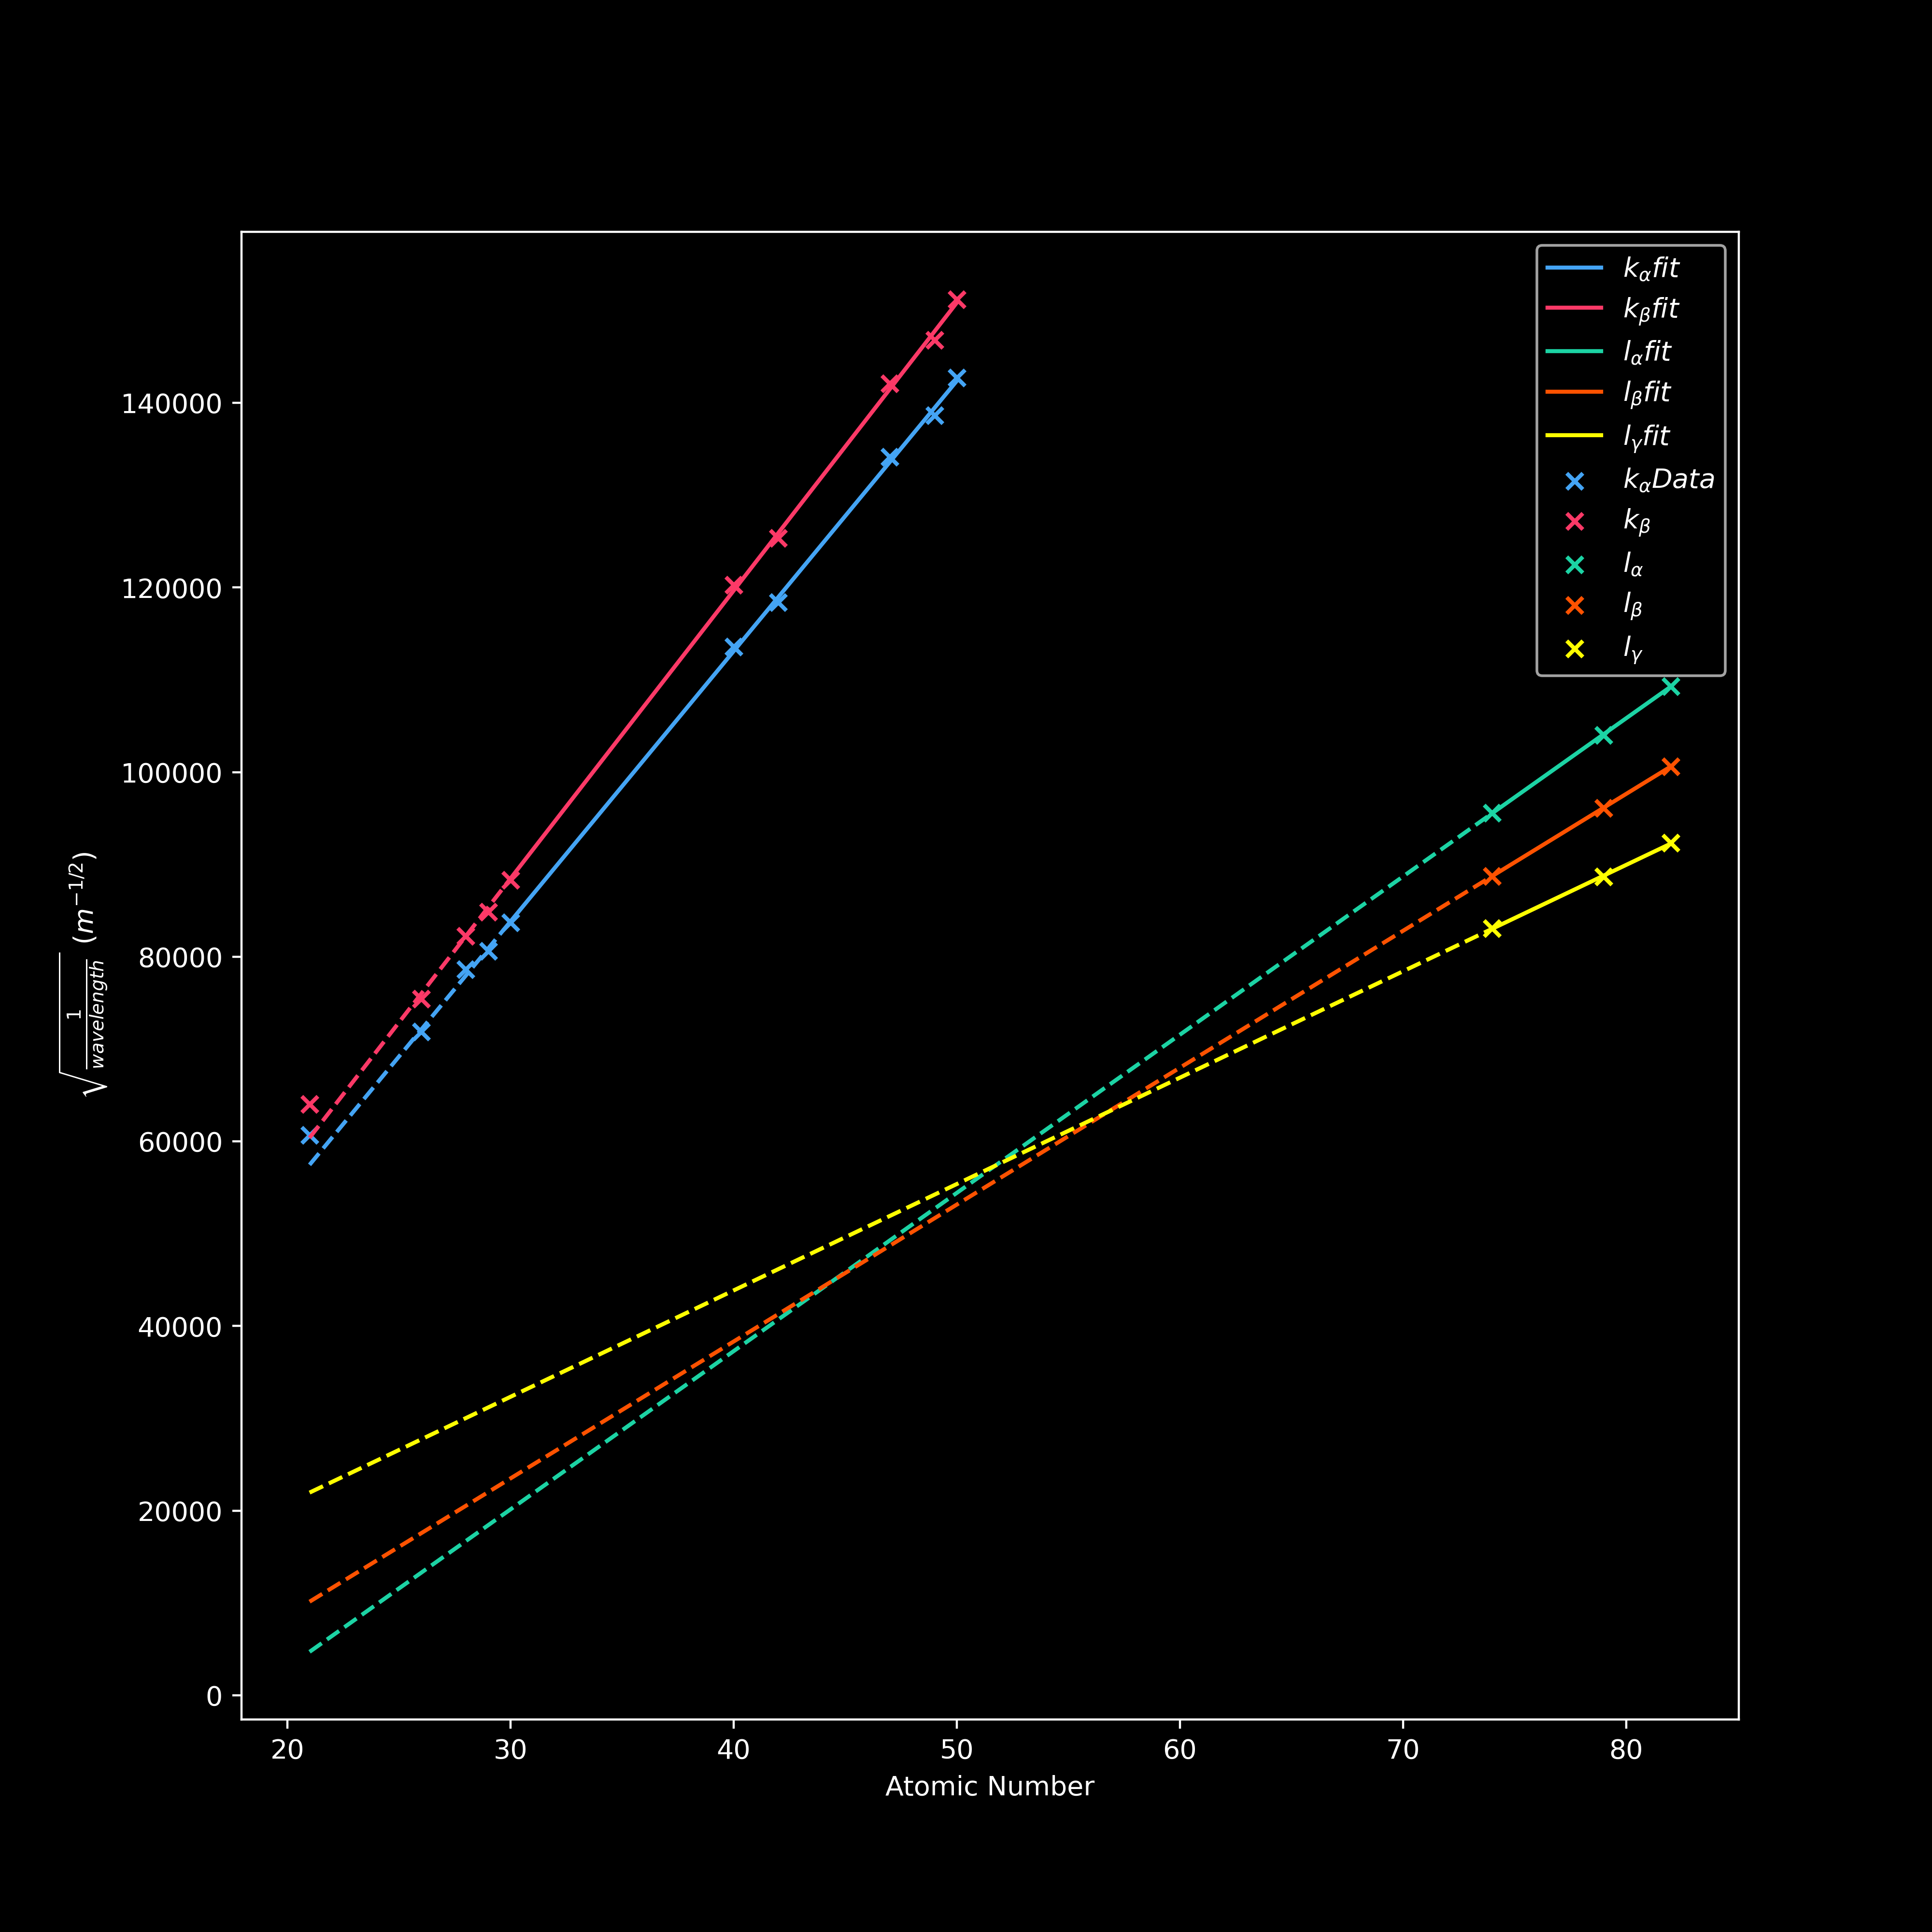 k_α fit
k_β fit
l_α fit
l_β fit
l_γ fit
k_α Data
k_β
l_α
l_β
l_γ
140000
120000
100000
80000
60000
40000
20000
0
√(1/wavelength) (m^−1/2)
20 30 40 50 60 70 80
Atomic Number